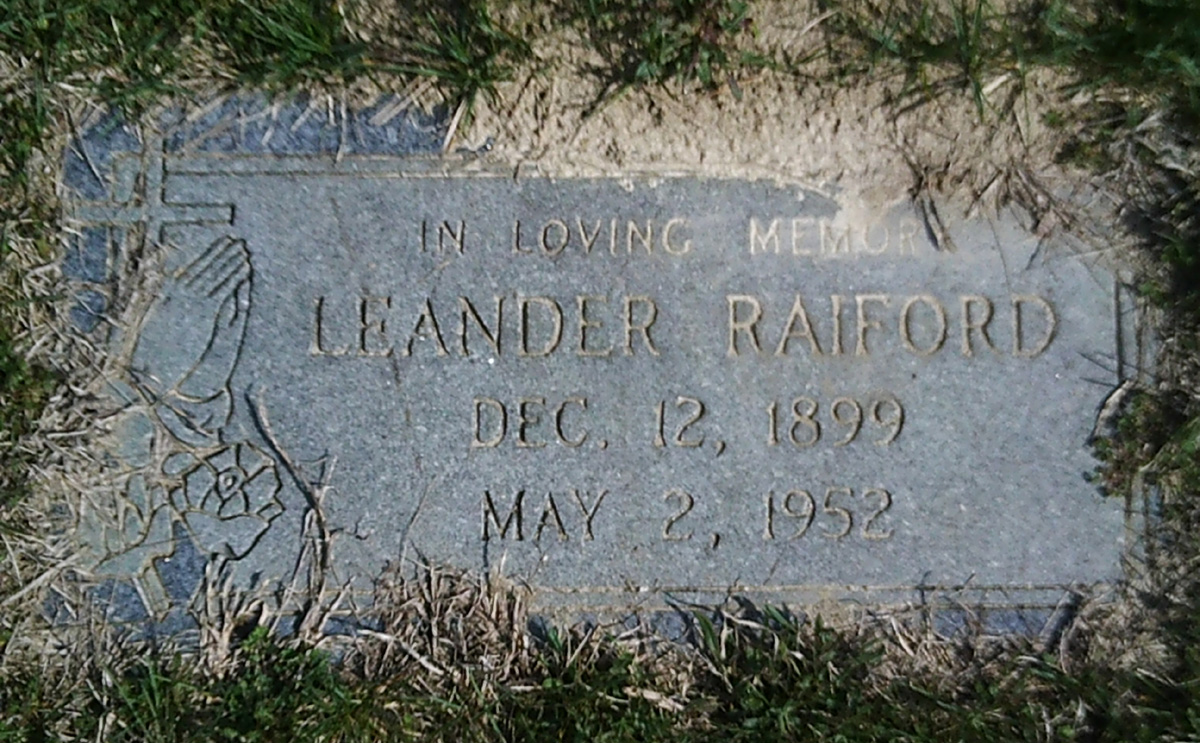 IN LOVING MEMOR
LEANDER RAIFORD
DEC. 12, 1899
MAY 2, 1952